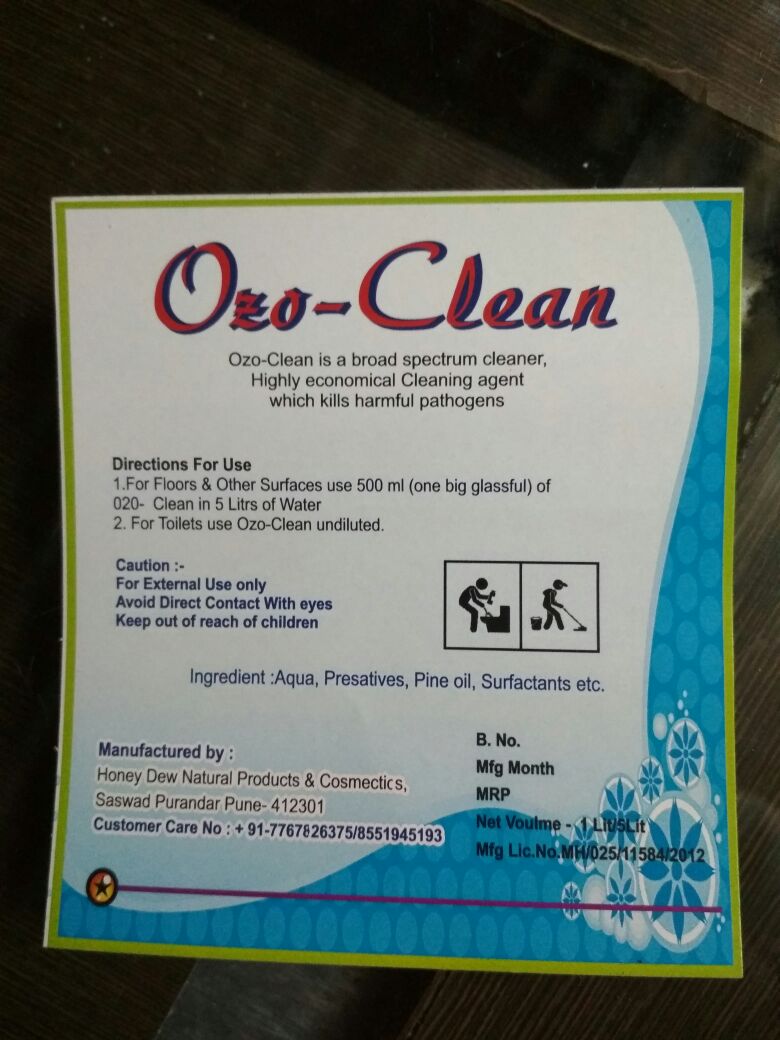 Ozo-Clean
Ozo-Clean is a broad spectrum cleaner,
Highly economical Cleaning agent
which kills harmful pathogens
Directions For Use
1.For Floors & Other Surfaces use 500 ml (one big glassful) of
020- Clean in 5 Litrs of Water
2. For Toilets use Ozo-Clean undiluted.
Caution :-
For External Use only
Avoid Direct Contact With eyes
Keep out of reach of children
Ingredient :Aqua, Presatives, Pine oil, Surfactants etc.
Manufactured by :
Honey Dew Natural Products & Cosmectics,
Saswad Purandar Pune- 412301
Customer Care No : + 91-7767826375/8551945193
B. No.
Mfg Month
MRP
Net Voulme - 1 Lit/5Lit
Mfg Lic.No.MH/025/11584/2012